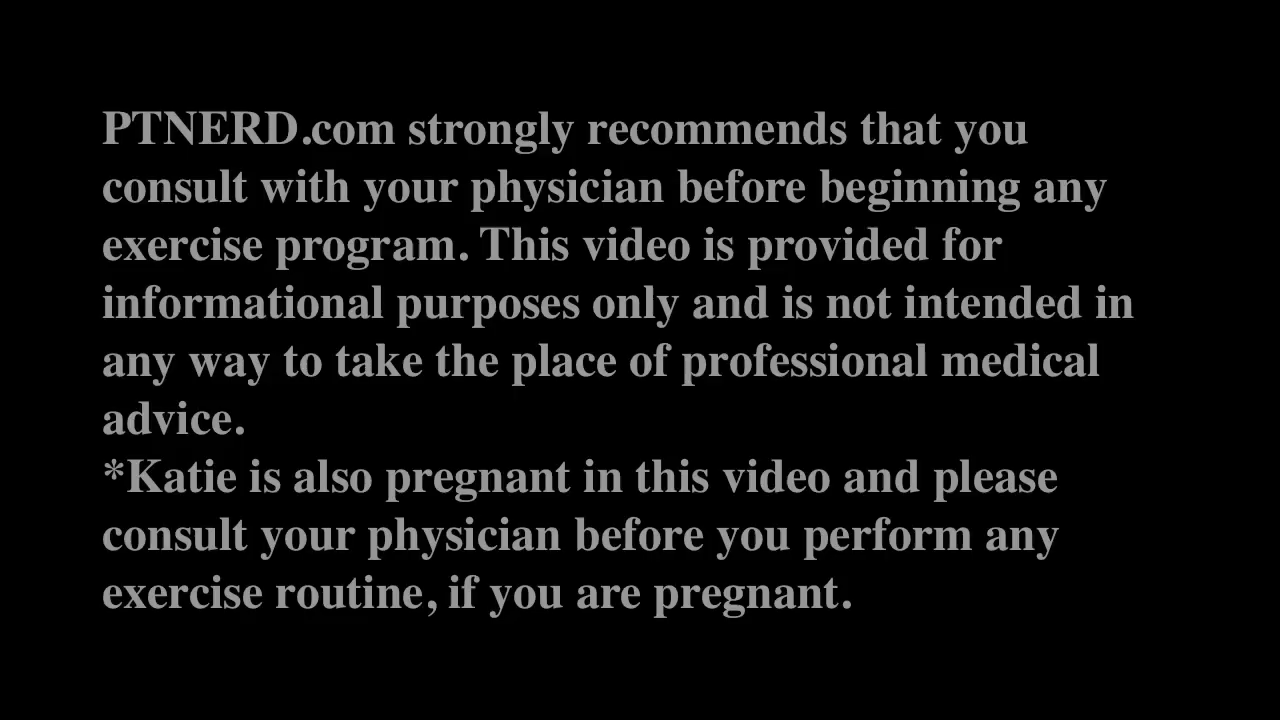 PTNERD.com strongly recommends that you
consult with your physician before beginning any
exercise program. This video is provided for
informational purposes only and is not intended in
any way to take the place of professional medical
advice.
*Katie is also pregnant in this video and please
consult your physician before you perform any
exercise routine, if you are pregnant.